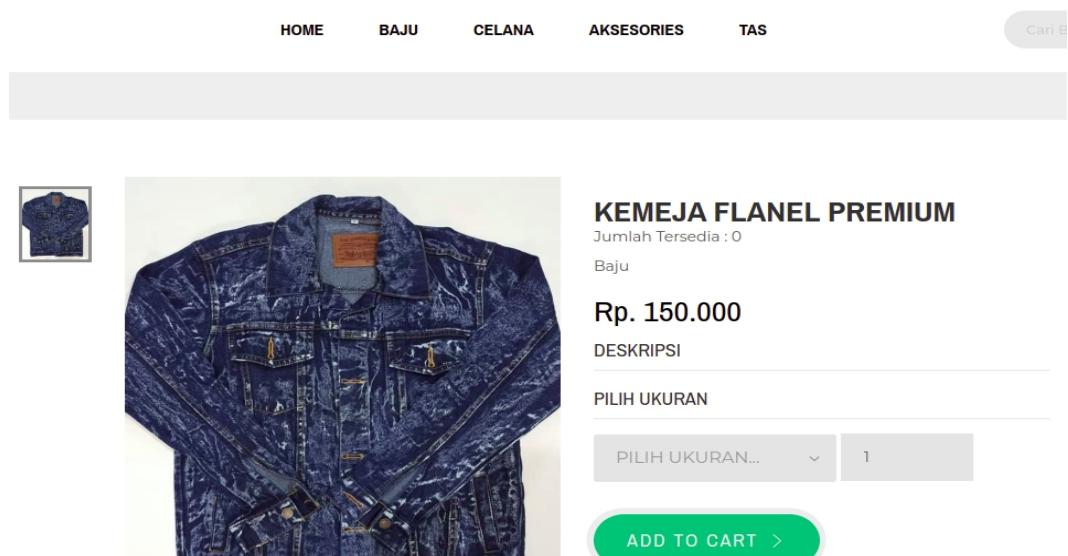 HOME BAJU CELANA AKSESORIES TAS Cari B
KEMEJA FLANEL PREMIUM
Jumlah Tersedia : 0
Baju
Rp. 150.000
DESKRIPSI
PILIH UKURAN
PILIH UKURAN... 1
ADD TO CART >